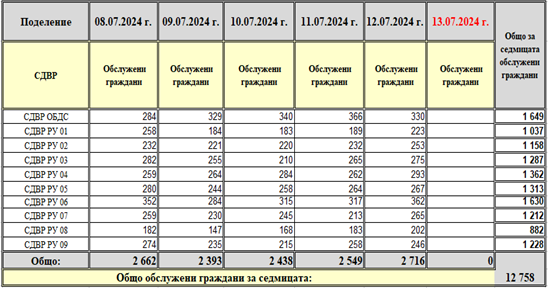 Поделение 08.07.2024 г. 09.07.2024 г. 10.07.2024 г. 11.07.2024 г. 12.07.2024 г. 13.07.2024 г. Общо за седмицата обслужени граждани
СДВР Обслужени граждани Обслужени граждани Обслужени граждани Обслужени граждани Обслужени граждани
СДВР ОБДС 284 329 340 366 330 1 649
СДВР РУ 01 258 184 183 189 223 1 037
СДВР РУ 02 232 221 220 232 253 1 158
СДВР РУ 03 282 255 210 265 275 1 287
СДВР РУ 04 259 264 284 262 293 1 362
СДВР РУ 05 280 244 258 264 267 1 313
СДВР РУ 06 352 284 315 317 362 1 630
СДВР РУ 07 259 230 245 213 265 1 212
СДВР РУ 08 182 147 168 183 202 882
СДВР РУ 09 274 235 215 258 246 1 228
Общо: 2 662 2 393 2 438 2 549 2 716 0
Общо обслужени граждани за седмицата: 12 758